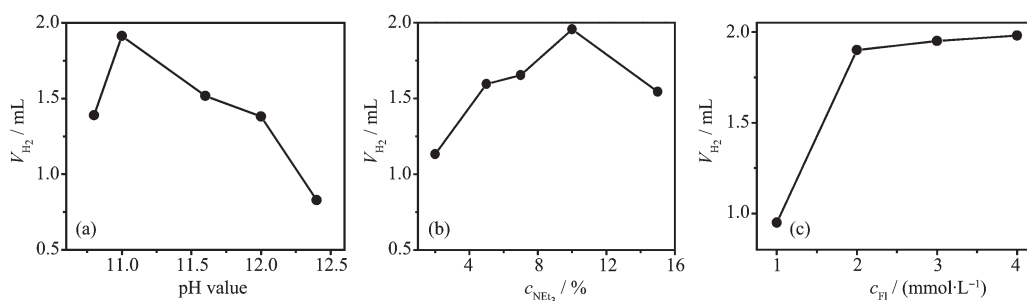 2.0
1.5
1.0
0.5
V_H₂ / mL
(a)
11.0 11.5 12.0 12.5
pH value
2.0
1.5
1.0
0.5
V_H₂ / mL
(b)
4 8 12 16
c_NEt₃ / %
2.0
1.5
1.0
V_H₂ / mL
(c)
1 2 3 4
c_Fl / (mmol·L⁻¹)